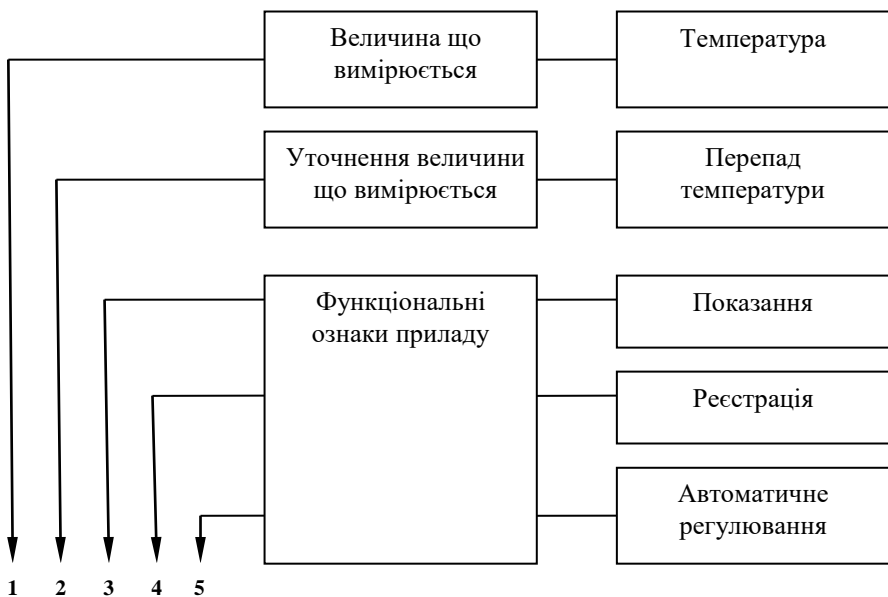 Величина що
вимірюється
Температура
Уточнення величини
що вимірюється
Перепад
температури
Функціональні
ознаки приладу
Показання
Реєстрація
Автоматичне
регулювання
1 2 3 4 5